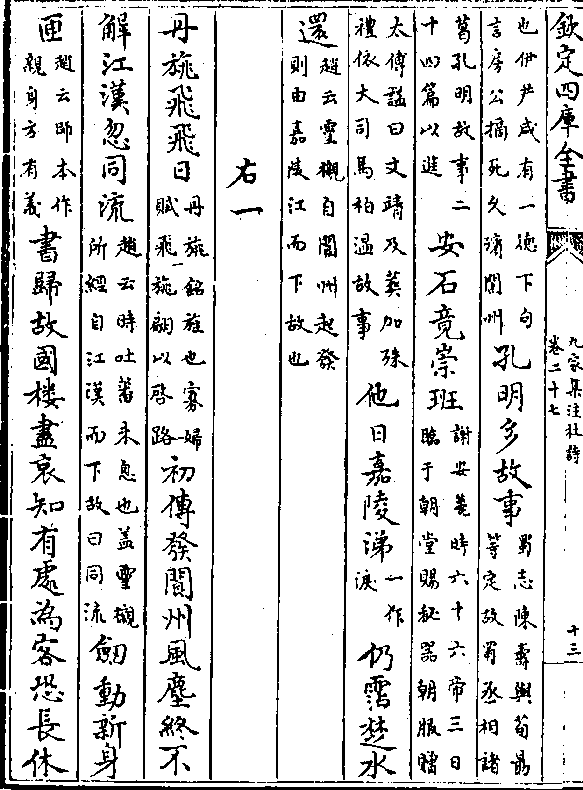 欽定四庫全書
九家集注杜詩
卷二十七
十三
也伊尹咸有一德下句
言房公摘死久殯閬州
孔明多故事
蜀志陳壽與荀勗
等定故蜀丞相諸
葛孔明故事二
十四篇以進
安石竟崇班
謝安薨時六十六帝三日
臨于朝堂賜秘器朝服贈
太傅謚曰文靖及葬加殊
禮依大司馬柏溫故事
他日嘉陵涕
一作
淚
仍霑楚水
還
趙云靈櫬自閬州起發
則由嘉陵江而下故也
右一
丹旐飛飛日
丹旐銘旌也寡婦
賦飛旐翩以啓路
初傳發閬州風塵終不
解江漢忽同流
趙云時吐蕃未息也蓋靈櫬
所經自江漢而下故曰同流
劒動新身
匣
趙云師本作
親身方有義
書歸故國樓盡哀知有處為客恐長休